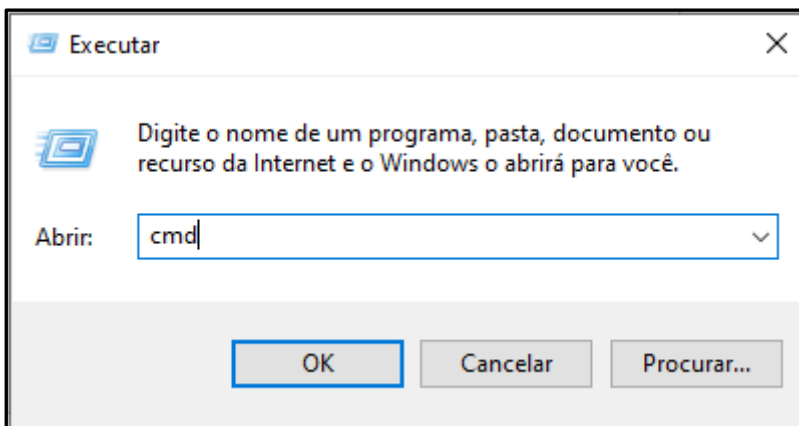 Executar
Digite o nome de um programa, pasta, documento ou
recurso da Internet e o Windows o abrirá para você.
Abrir: cmd
OK Cancelar Procurar...